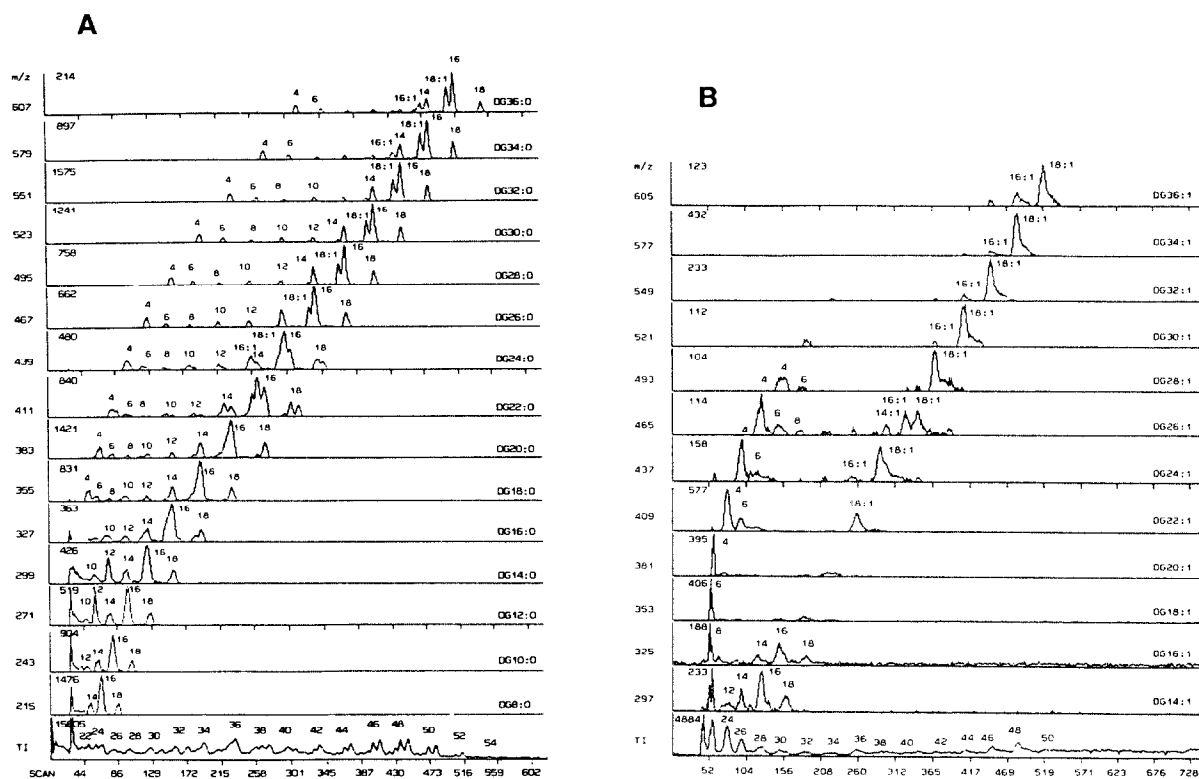 A
m/z 214 4 6 16:1 14 18:1 16 18 DG36:0
607
897 4 6 16:1 14 18:1 16 18 DG34:0
579
1575 4 6 8 10 14 18:1 16 18 DG32:0
551
1241 4 6 8 10 12 14 18:1 16 18 DG30:0
523
758 4 6 8 10 12 14 18:1 16 18 DG28:0
495
662 4 6 8 10 12 18:1 16 18 DG26:0
467
480 4 6 8 10 12 16:1 14 18:1 16 18 DG24:0
439
840 4 6 8 10 12 14 16 18 DG22:0
411
1421 4 6 8 10 12 14 16 18 DG20:0
383
831 4 6 8 10 12 14 16 18 DG18:0
355
363 10 12 14 16 18 DG16:0
327
426 10 12 14 16 18 DG14:0
299
519 10 12 14 16 18 DG12:0
271
904 12 14 16 18 DG10:0
243
1476 14 16 18 DG8:0
215
22 24 26 28 30 32 34 36 38 40 42 44 46 48 50 52 54
TI
SCAN 44 86 129 172 215 258 301 344 387 430 473 516 559 602
B
m/z 123 16:1 18:1 DG36:1
605
432 16:1 18:1 DG34:1
577
233 16:1 18:1 DG32:1
549
112 16:1 18:1 DG30:1
521
104 4 6 18:1 DG28:1
493
114 4 6 8 14:1 16:1 18:1 DG26:1
465
158 4 6 16:1 18:1 DG24:1
437
577 4 6 18:1 DG22:1
409
395 4 DG20:1
381
406 6 DG18:1
353
188 8 14 16 18 DG16:1
325
233 12 14 16 18 DG14:1
297
4884 24 26 28 30 32 34 36 38 40 42 44 46 48 50
TI
52 104 156 208 260 312 365 417 469 519 571 623 676 728